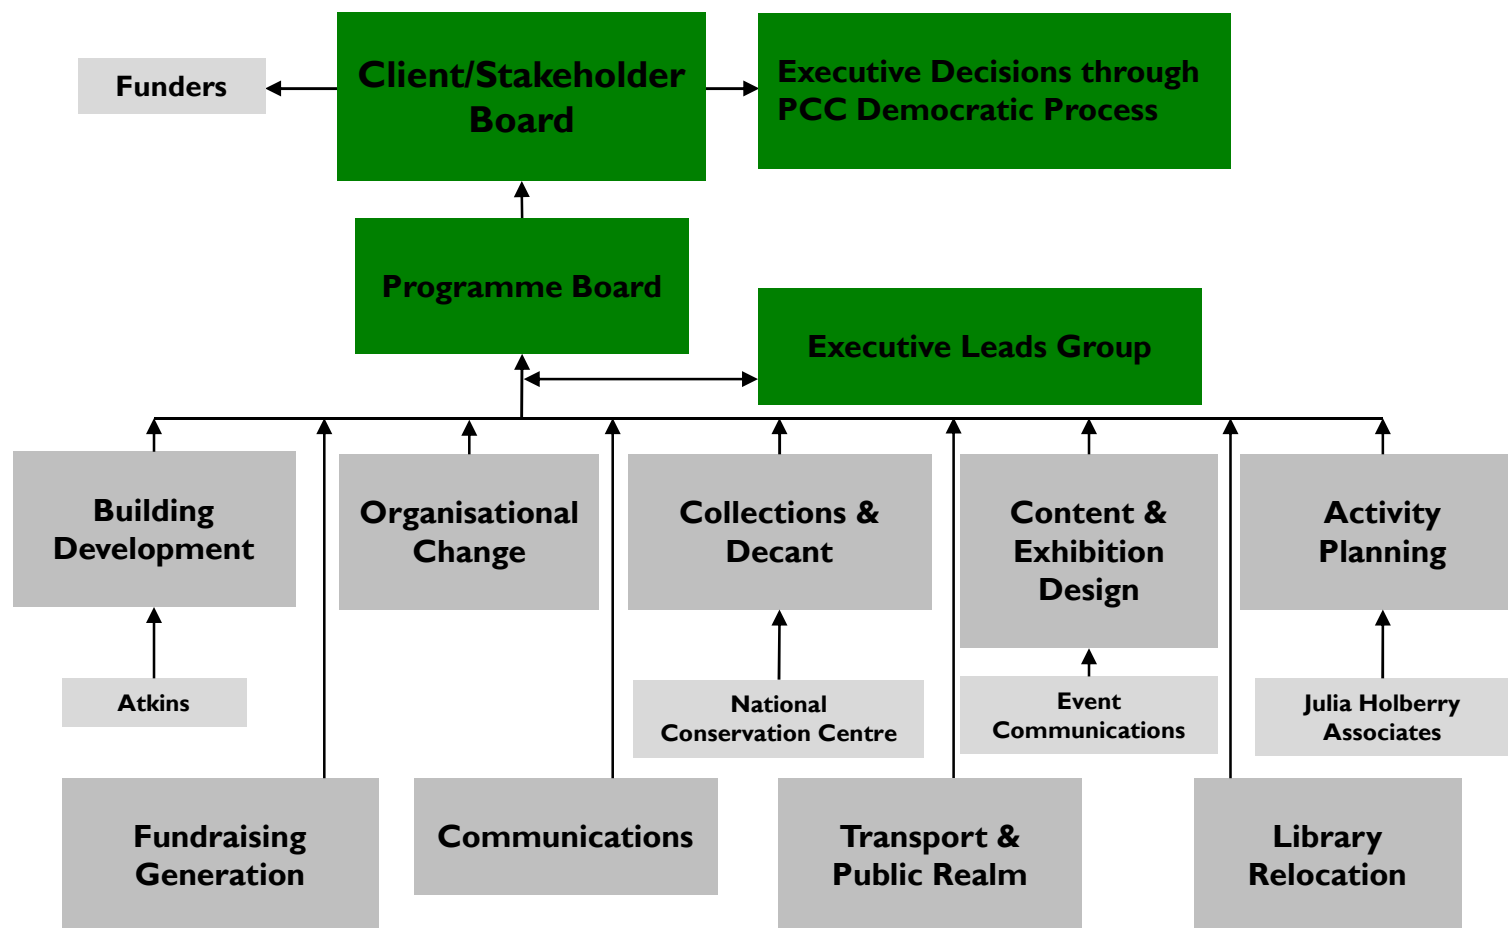 Funders
Client/Stakeholder
Board
Executive Decisions through
PCC Democratic Process
Programme Board
Executive Leads Group
Building
Development
Organisational
Change
Collections &
Decant
Content &
Exhibition
Design
Activity
Planning
Atkins
National
Conservation Centre
Event
Communications
Julia Holberry
Associates
Fundraising
Generation
Communications
Transport &
Public Realm
Library
Relocation